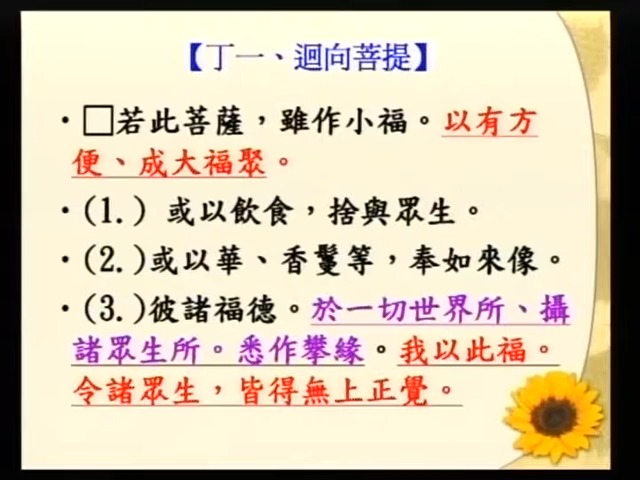 【丁一、迴向菩提】
•□若此菩薩，雖作小福。以有方
便、成大福聚。
•(1.) 或以飲食，捨與眾生。
•(2.)或以華、香鬘等，奉如來像。
•(3.)彼諸福德。於一切世界所、攝
諸眾生所。悉作攀緣。我以此福。
令諸眾生，皆得無上正覺。